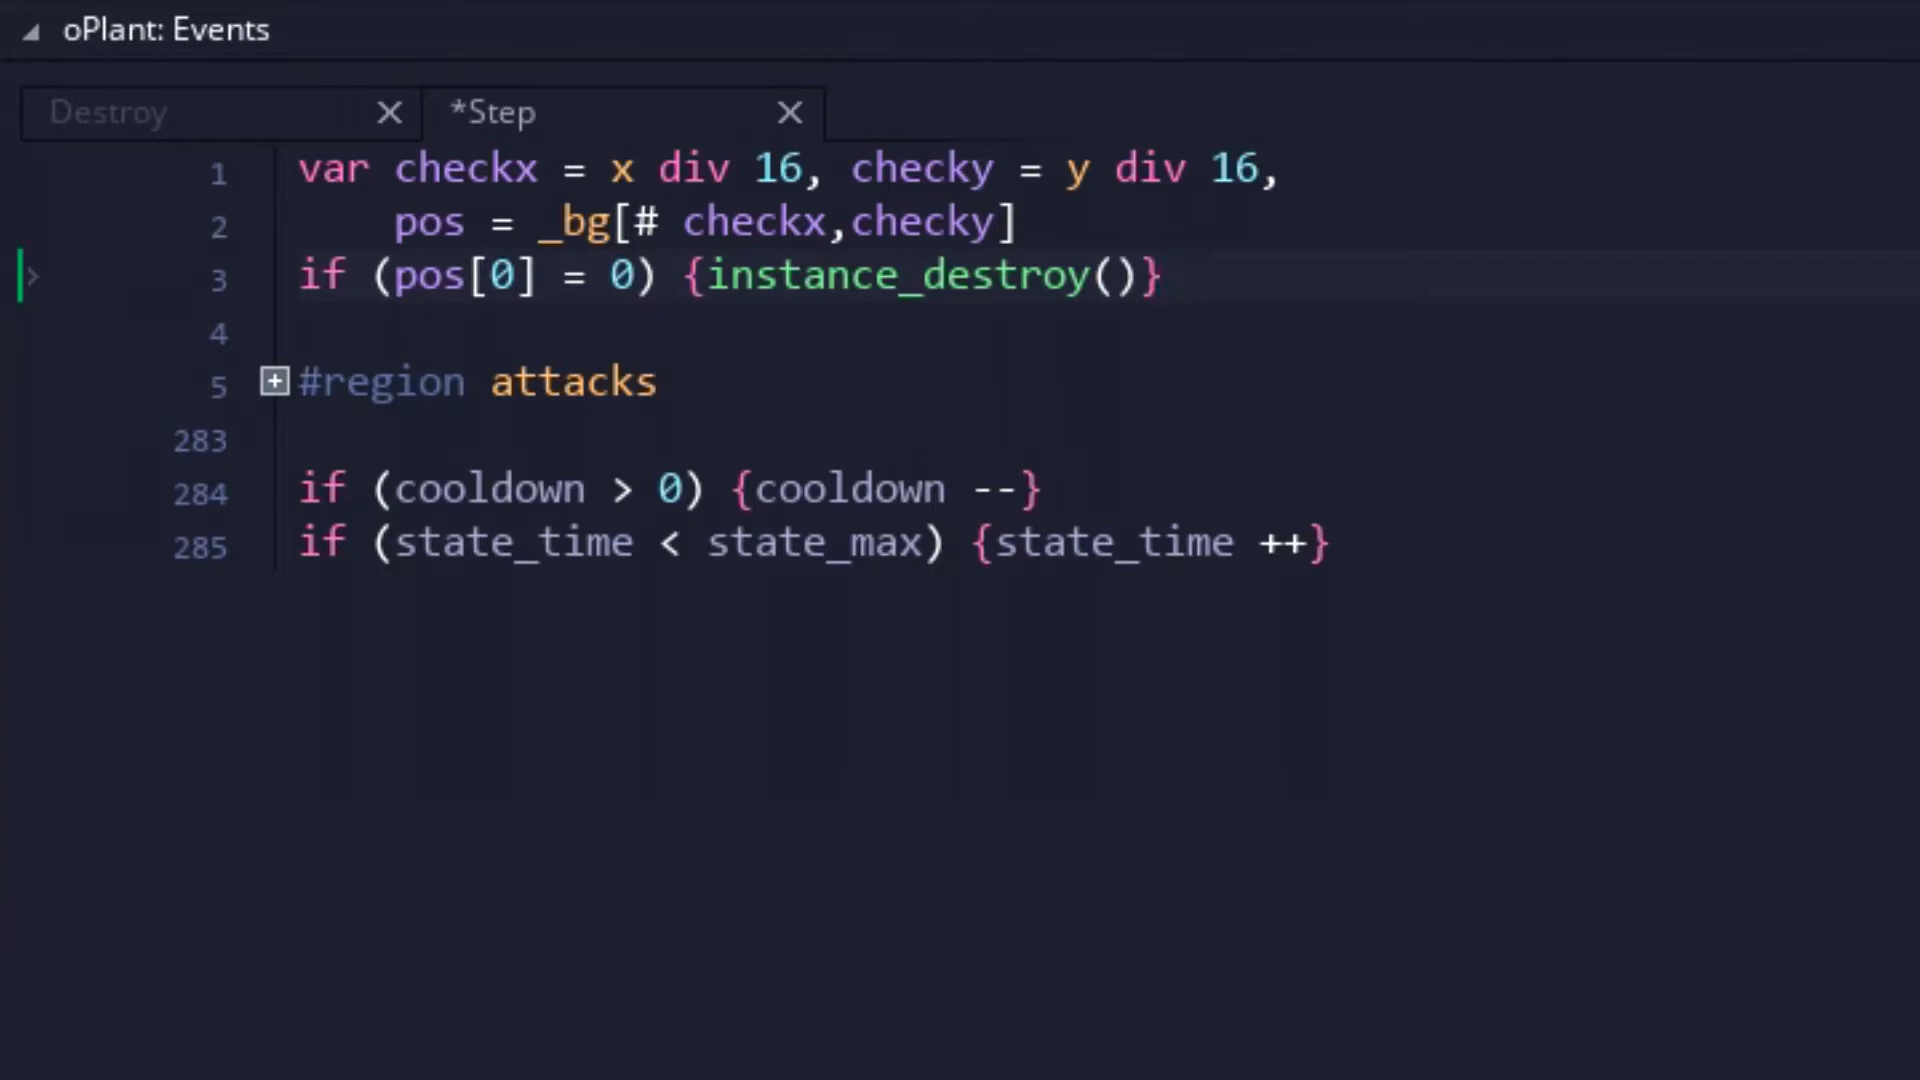 oPlant: Events
Destroy *Step
1 var checkx = x div 16, checky = y div 16,
2 pos = _bg[# checkx,checky]
3 if (pos[0] = 0) {instance_destroy()}
4
5 #region attacks
283
284 if (cooldown > 0) {cooldown --}
285 if (state_time < state_max) {state_time ++}